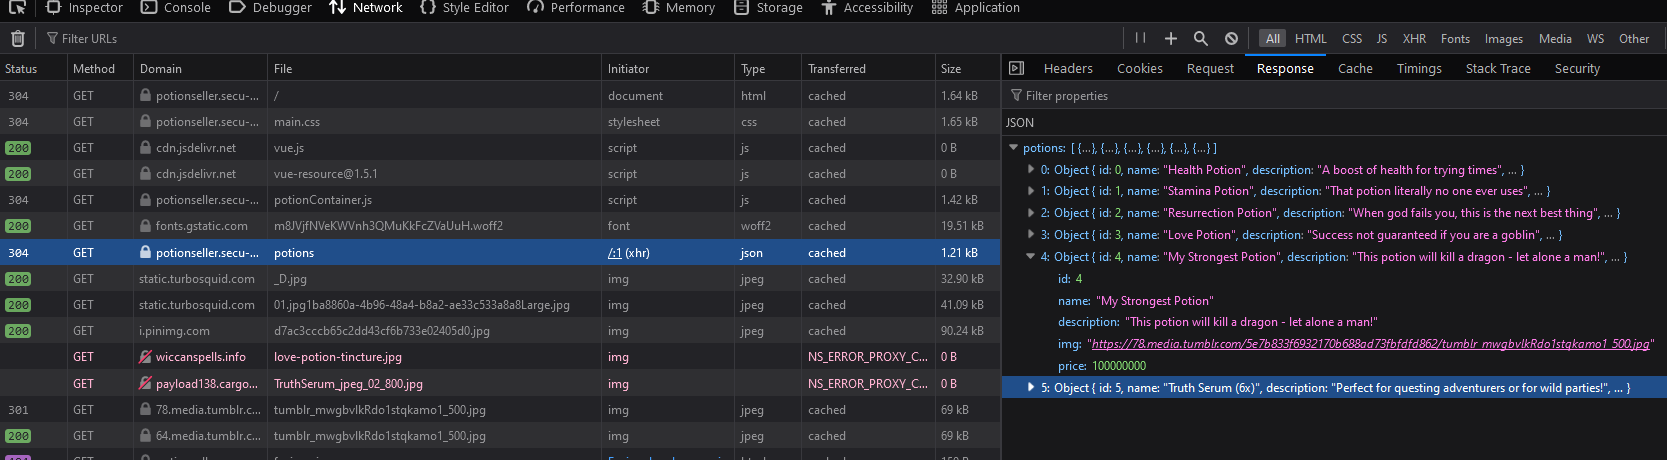 Inspector Console Debugger Network Style Editor Performance Memory Storage Accessibility Application
Filter URLs All HTML CSS JS XHR Fonts Images Media WS Other
Status Method Domain File Initiator Type Transferred Size
304 GET potionseller.secu-... / document html cached 1.64 kB
304 GET potionseller.secu-... main.css stylesheet css cached 1.65 kB
200 GET cdn.jsdelivr.net vue.js script js cached 0 B
200 GET cdn.jsdelivr.net vue-resource@1.5.1 script js cached 0 B
304 GET potionseller.secu-... potionContainer.js script js cached 1.42 kB
200 GET fonts.gstatic.com m8JVjfNVeKWVnh3QMuKkFcZVaUuH.woff2 font woff2 cached 19.51 kB
304 GET potionseller.secu-... potions /:1 (xhr) json cached 1.21 kB
200 GET static.turbosquid.com _D.jpg img jpeg cached 32.90 kB
200 GET static.turbosquid.com 01.jpg1ba8860a-4b96-48a4-b8a2-ae33c533a8a8Large.jpg img jpeg cached 41.09 kB
200 GET i.pinimg.com d7ac3cccb65c2dd43cf6b733e02405d0.jpg img jpeg cached 90.24 kB
GET wiccanspells.info love-potion-tincture.jpg img NS_ERROR_PROXY_C... 0 B
GET payload138.cargo... TruthSerum_jpeg_02_800.jpg img NS_ERROR_PROXY_C... 0 B
301 GET 78.media.tumblr.c... tumblr_mwgbvlkRdo1stqkamo1_500.jpg img jpeg cached 69 kB
200 GET 64.media.tumblr.c... tumblr_mwgbvlkRdo1stqkamo1_500.jpg img jpeg cached 69 kB
Headers Cookies Request Response Cache Timings Stack Trace Security
Filter properties
JSON
potions: [ {...}, {...}, {...}, {...}, {...}, {...} ]
0: Object { id: 0, name: "Health Potion", description: "A boost of health for trying times", ... }
1: Object { id: 1, name: "Stamina Potion", description: "That potion literally no one ever uses", ... }
2: Object { id: 2, name: "Resurrection Potion", description: "When god fails you, this is the next best thing", ... }
3: Object { id: 3, name: "Love Potion", description: "Success not guaranteed if you are a goblin", ... }
4: Object { id: 4, name: "My Strongest Potion", description: "This potion will kill a dragon - let alone a man!", ... }
id: 4
name: "My Strongest Potion"
description: "This potion will kill a dragon - let alone a man!"
img: "https://78.media.tumblr.com/5e7b833f6932170b688ad73fbfdfd862/tumblr_mwgbvlkRdo1stqkamo1_500.jpg"
price: 100000000
5: Object { id: 5, name: "Truth Serum (6x)", description: "Perfect for questing adventurers or for wild parties!", ... }